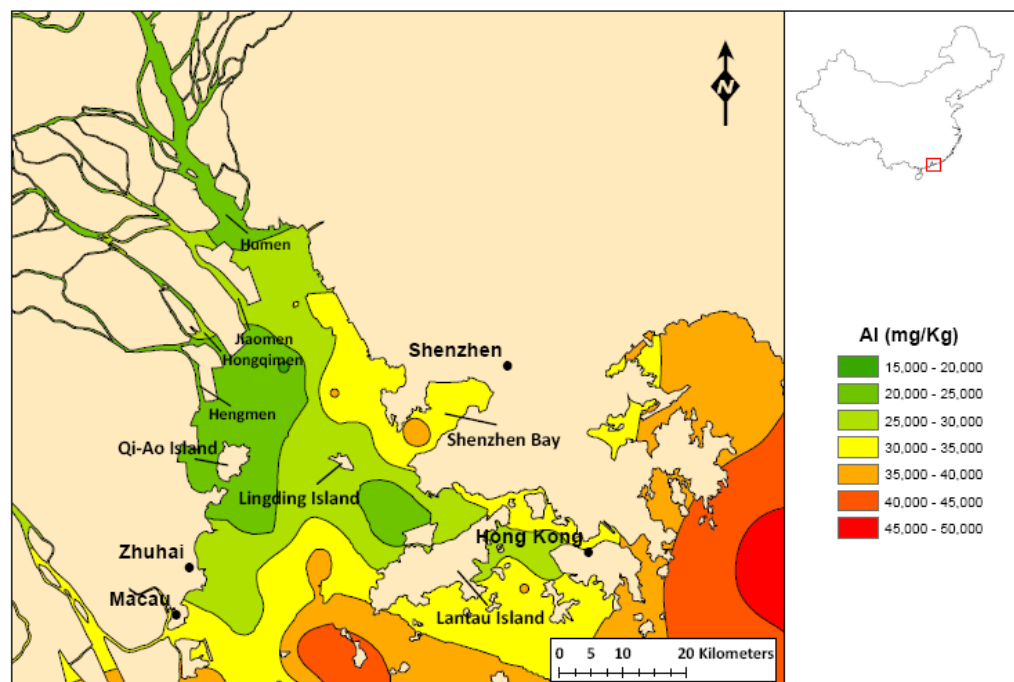 N
Humen
Jiaomen
Hongqimen
Shenzhen
Hengmen
Shenzhen Bay
Qi-Ao Island
Lingding Island
Zhuhai
Hong Kong
Macau
Lantau Island
0 5 10 20 Kilometers
Al (mg/Kg)
15,000 - 20,000
20,000 - 25,000
25,000 - 30,000
30,000 - 35,000
35,000 - 40,000
40,000 - 45,000
45,000 - 50,000